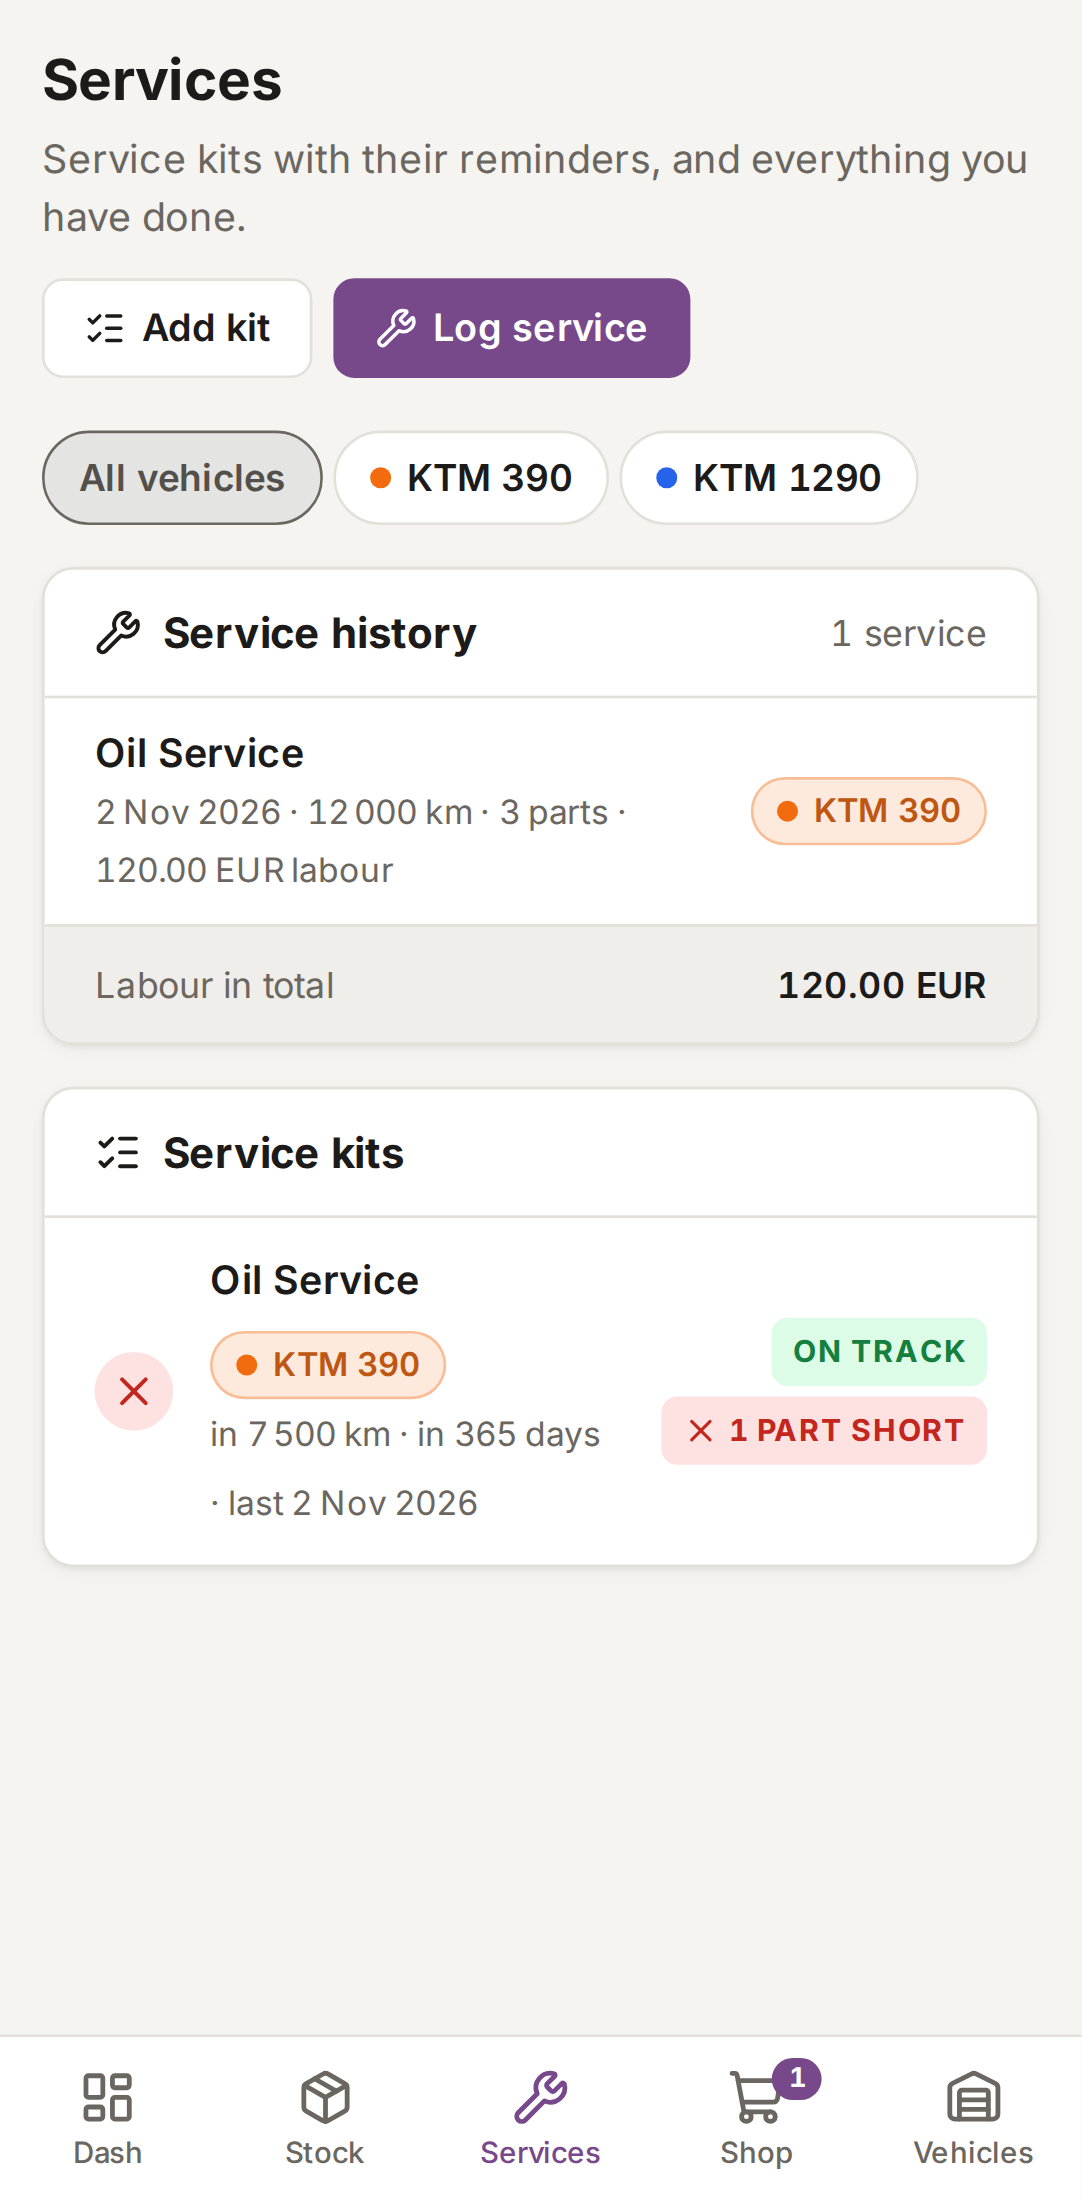 Services
Service kits with their reminders, and everything you
have done.
Add kit
Log service
All vehicles
KTM 390
KTM 1290
Service history
1 service
Oil Service
2 Nov 2026 · 12 000 km · 3 parts ·
120.00 EUR labour
KTM 390
Labour in total
120.00 EUR
Service kits
Oil Service
KTM 390
in 7 500 km · in 365 days
· last 2 Nov 2026
ON TRACK
1 PART SHORT
Dash
Stock
Services
1
Shop
Vehicles